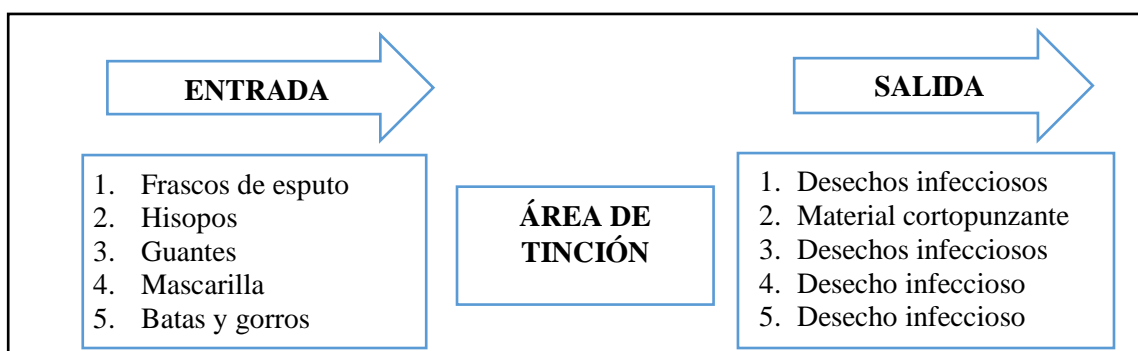 ENTRADA
SALIDA
1. Frascos de esputo
2. Hisopos
3. Guantes
4. Mascarilla
5. Batas y gorros
ÁREA DE
TINCIÓN
1. Desechos infecciosos
2. Material cortopunzante
3. Desechos infecciosos
4. Desecho infeccioso
5. Desecho infeccioso